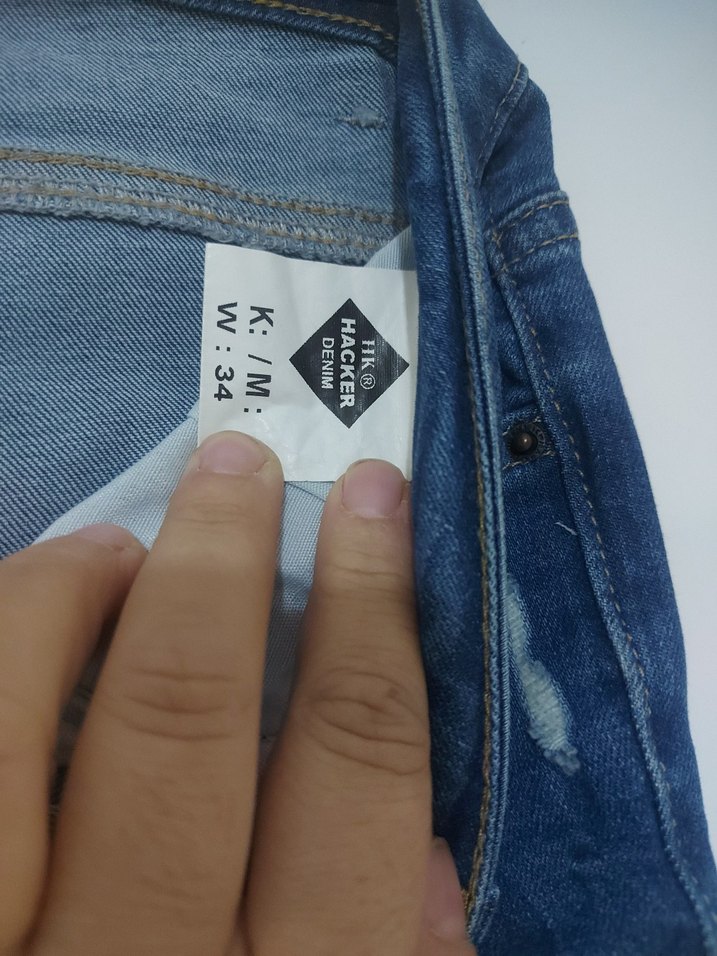 HK®
HACKER
DENIM
K: / M:
W : 34